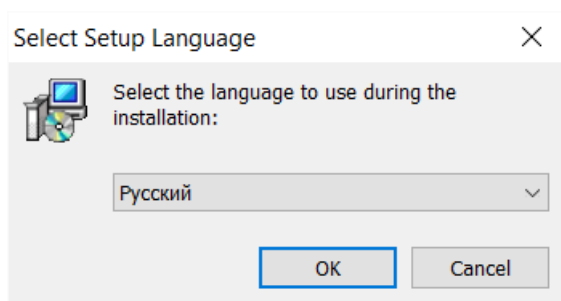 Select Setup Language
Select the language to use during the
installation:
Русский
OK
Cancel